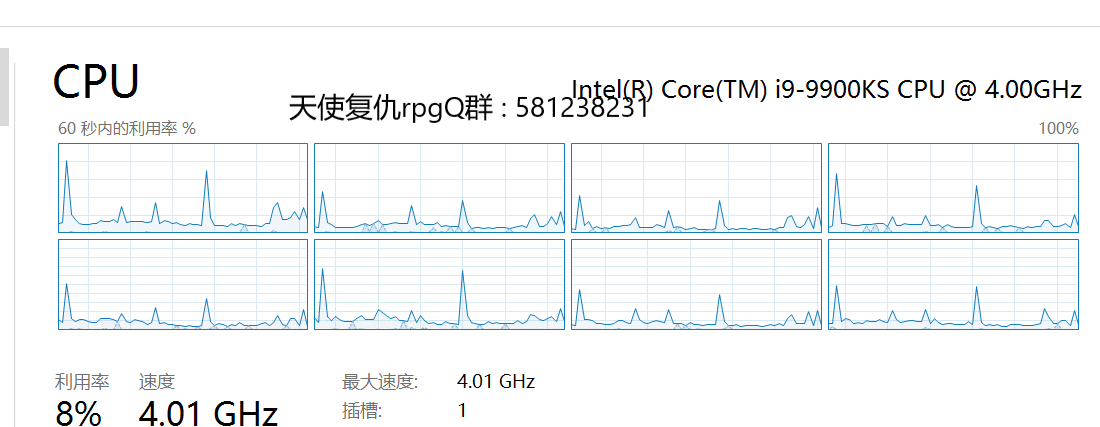 CPU
Intel(R) Core(TM) i9-9900KS CPU @ 4.00GHz
天使复仇rpgQ群 : 581238231
60 秒内的利用率 %
100%
利用率
速度
最大速度:
4.01 GHz
8%
4.01 GHz
插槽:
1